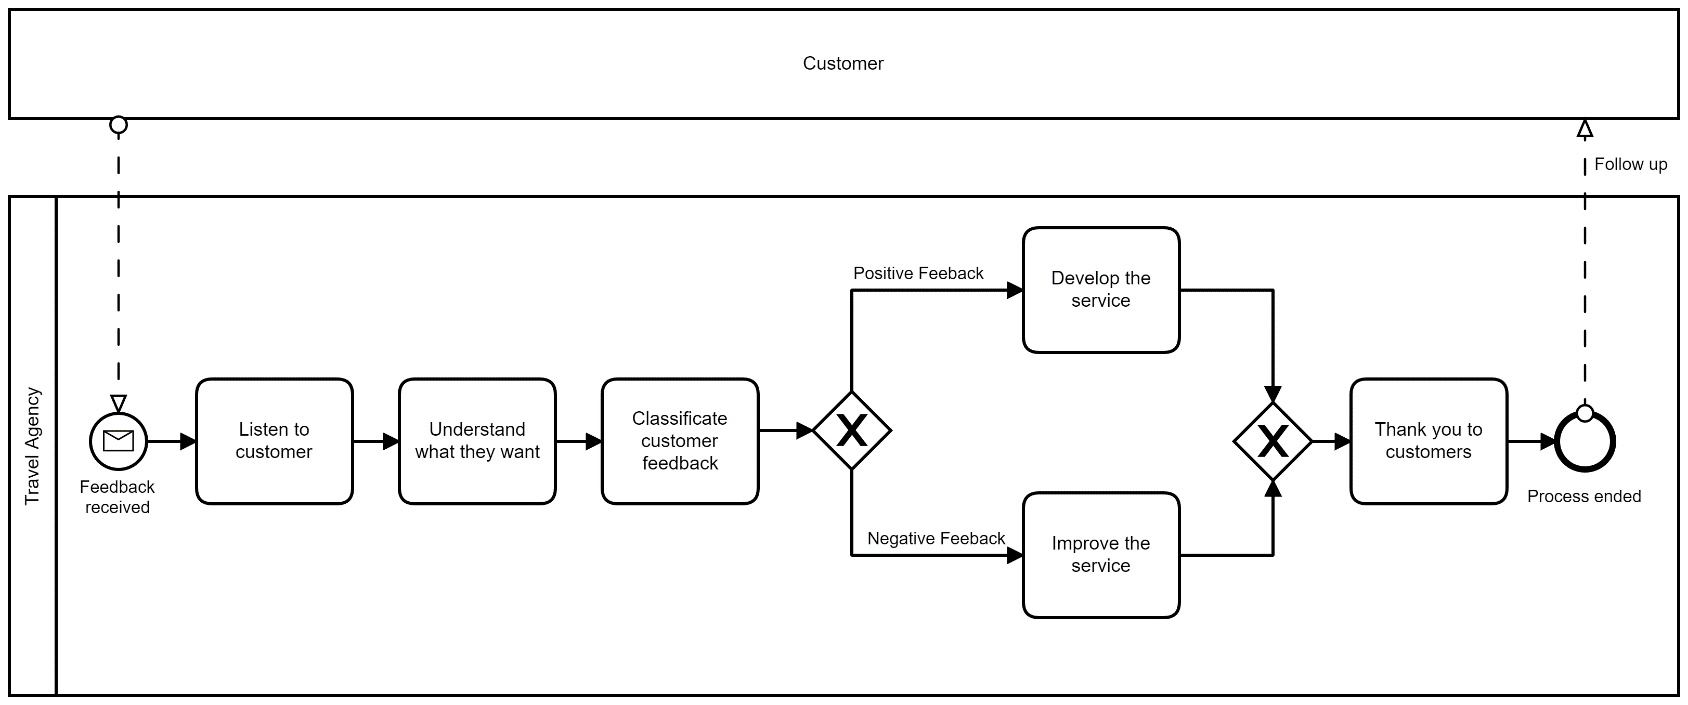 Customer
Follow up
Travel Agency
Feedback
received
Listen to
customer
Understand
what they want
Classificate
customer
feedback
X
Positive Feeback
Develop the
service
Negative Feeback
Improve the
service
X
Thank you to
customers
Process ended